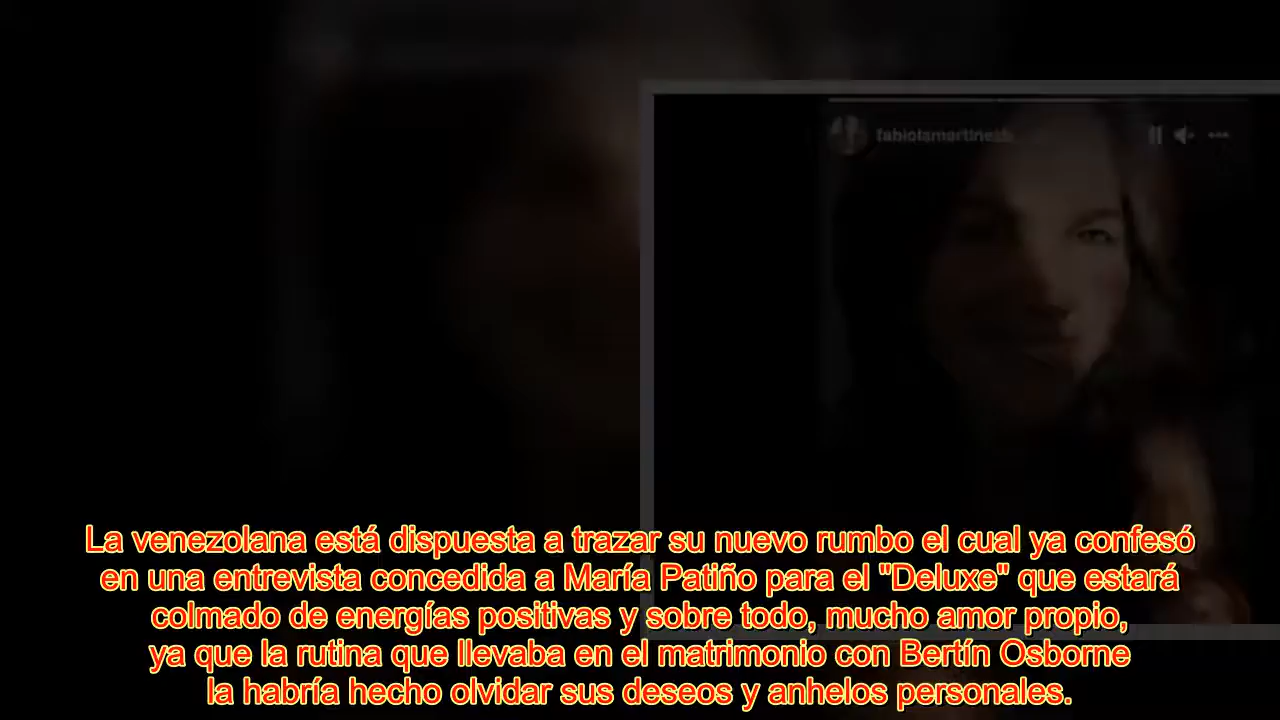 fabiolamartinezb
La venezolana está dispuesta a trazar su nuevo rumbo el cual ya confesó
en una entrevista concedida a María Patiño para el "Deluxe" que estará
colmado de energías positivas y sobre todo, mucho amor propio,
ya que la rutina que llevaba en el matrimonio con Bertín Osborne
la habría hecho olvidar sus deseos y anhelos personales.